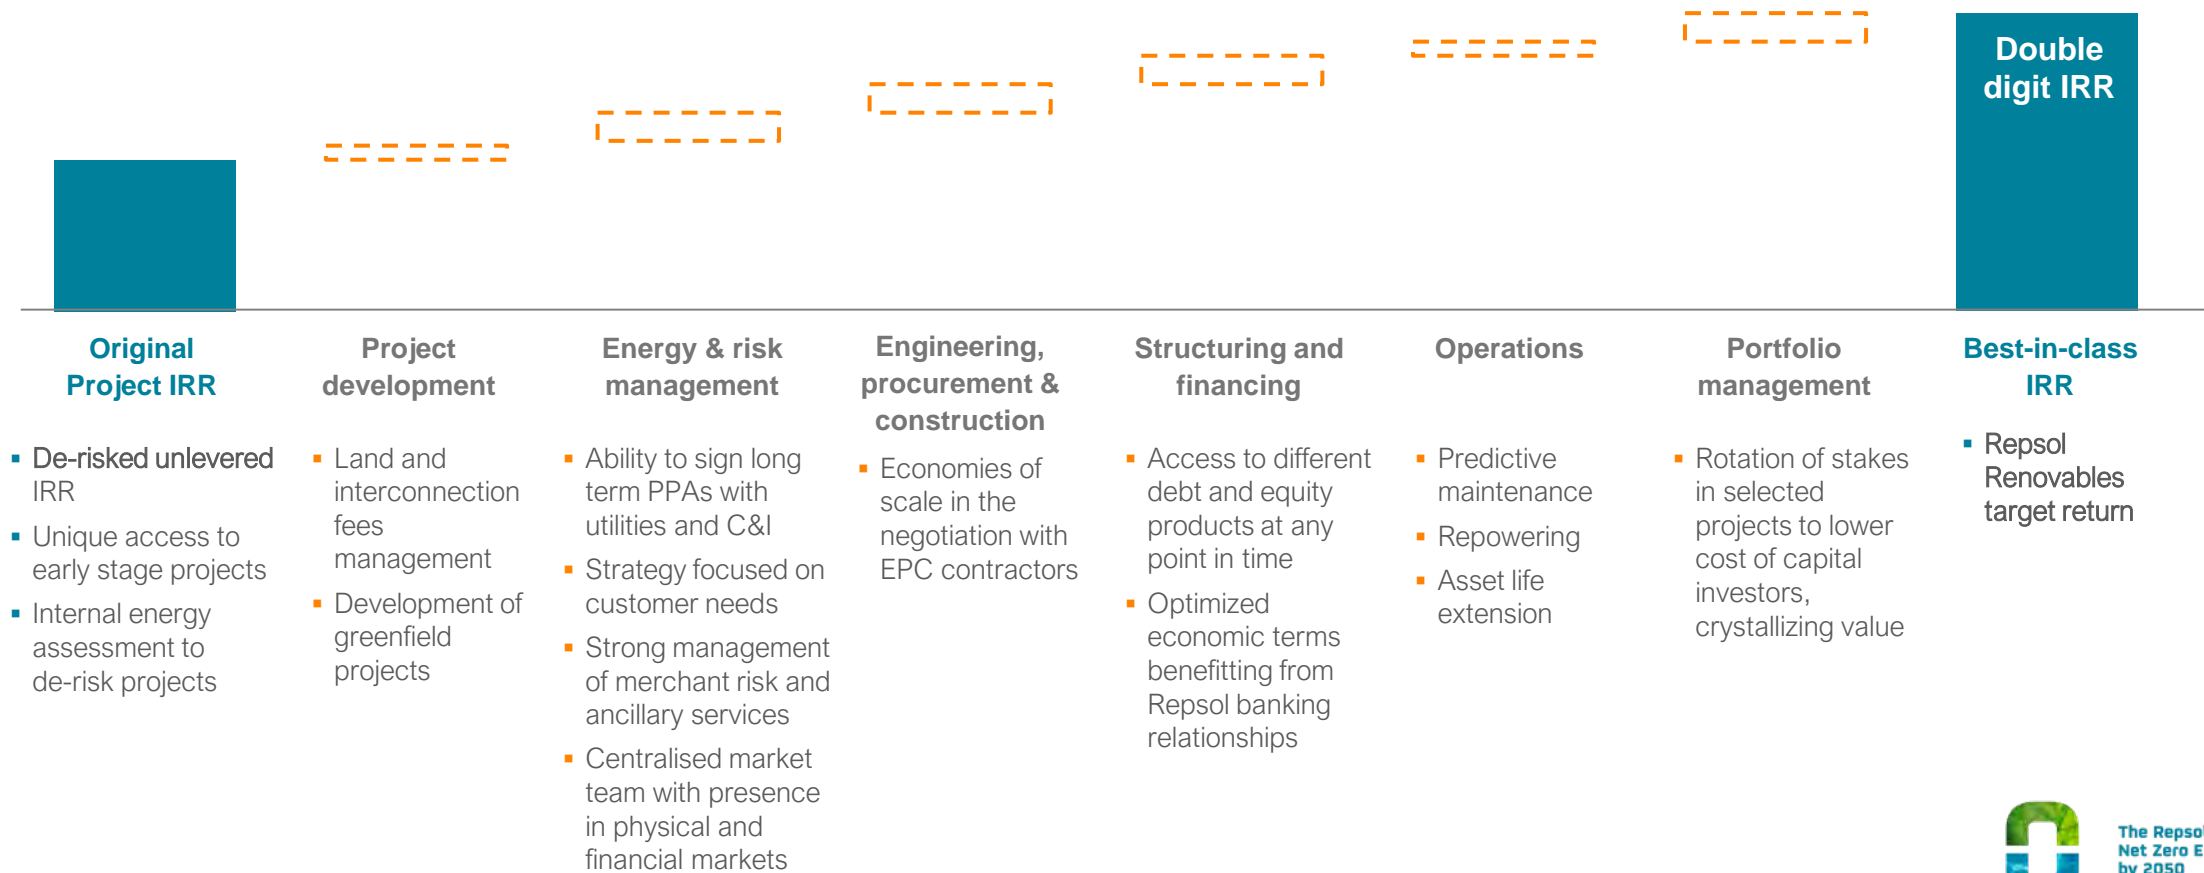 Double
digit IRR
Original
Project IRR
De-risked unlevered
IRR
Unique access to
early stage projects
Internal energy
assessment to
de-risk projects
Project
development
Land and
interconnection
fees
management
Development of
greenfield
projects
Energy & risk
management
Ability to sign long
term PPAs with
utilities and C&I
Strategy focused on
customer needs
Strong management
of merchant risk and
ancillary services
Centralised market
team with presence
in physical and
financial markets
Engineering,
procurement &
construction
Economies of
scale in the
negotiation with
EPC contractors
Structuring and
financing
Access to different
debt and equity
products at any
point in time
Optimized
economic terms
benefitting from
Repsol banking
relationships
Operations
Predictive
maintenance
Repowering
Asset life
extension
Portfolio
management
Rotation of stakes
in selected
projects to lower
cost of capital
investors,
crystallizing value
Best-in-class
IRR
Repsol
Renovables
target return
The Repsol
Net Zero E
by 2050